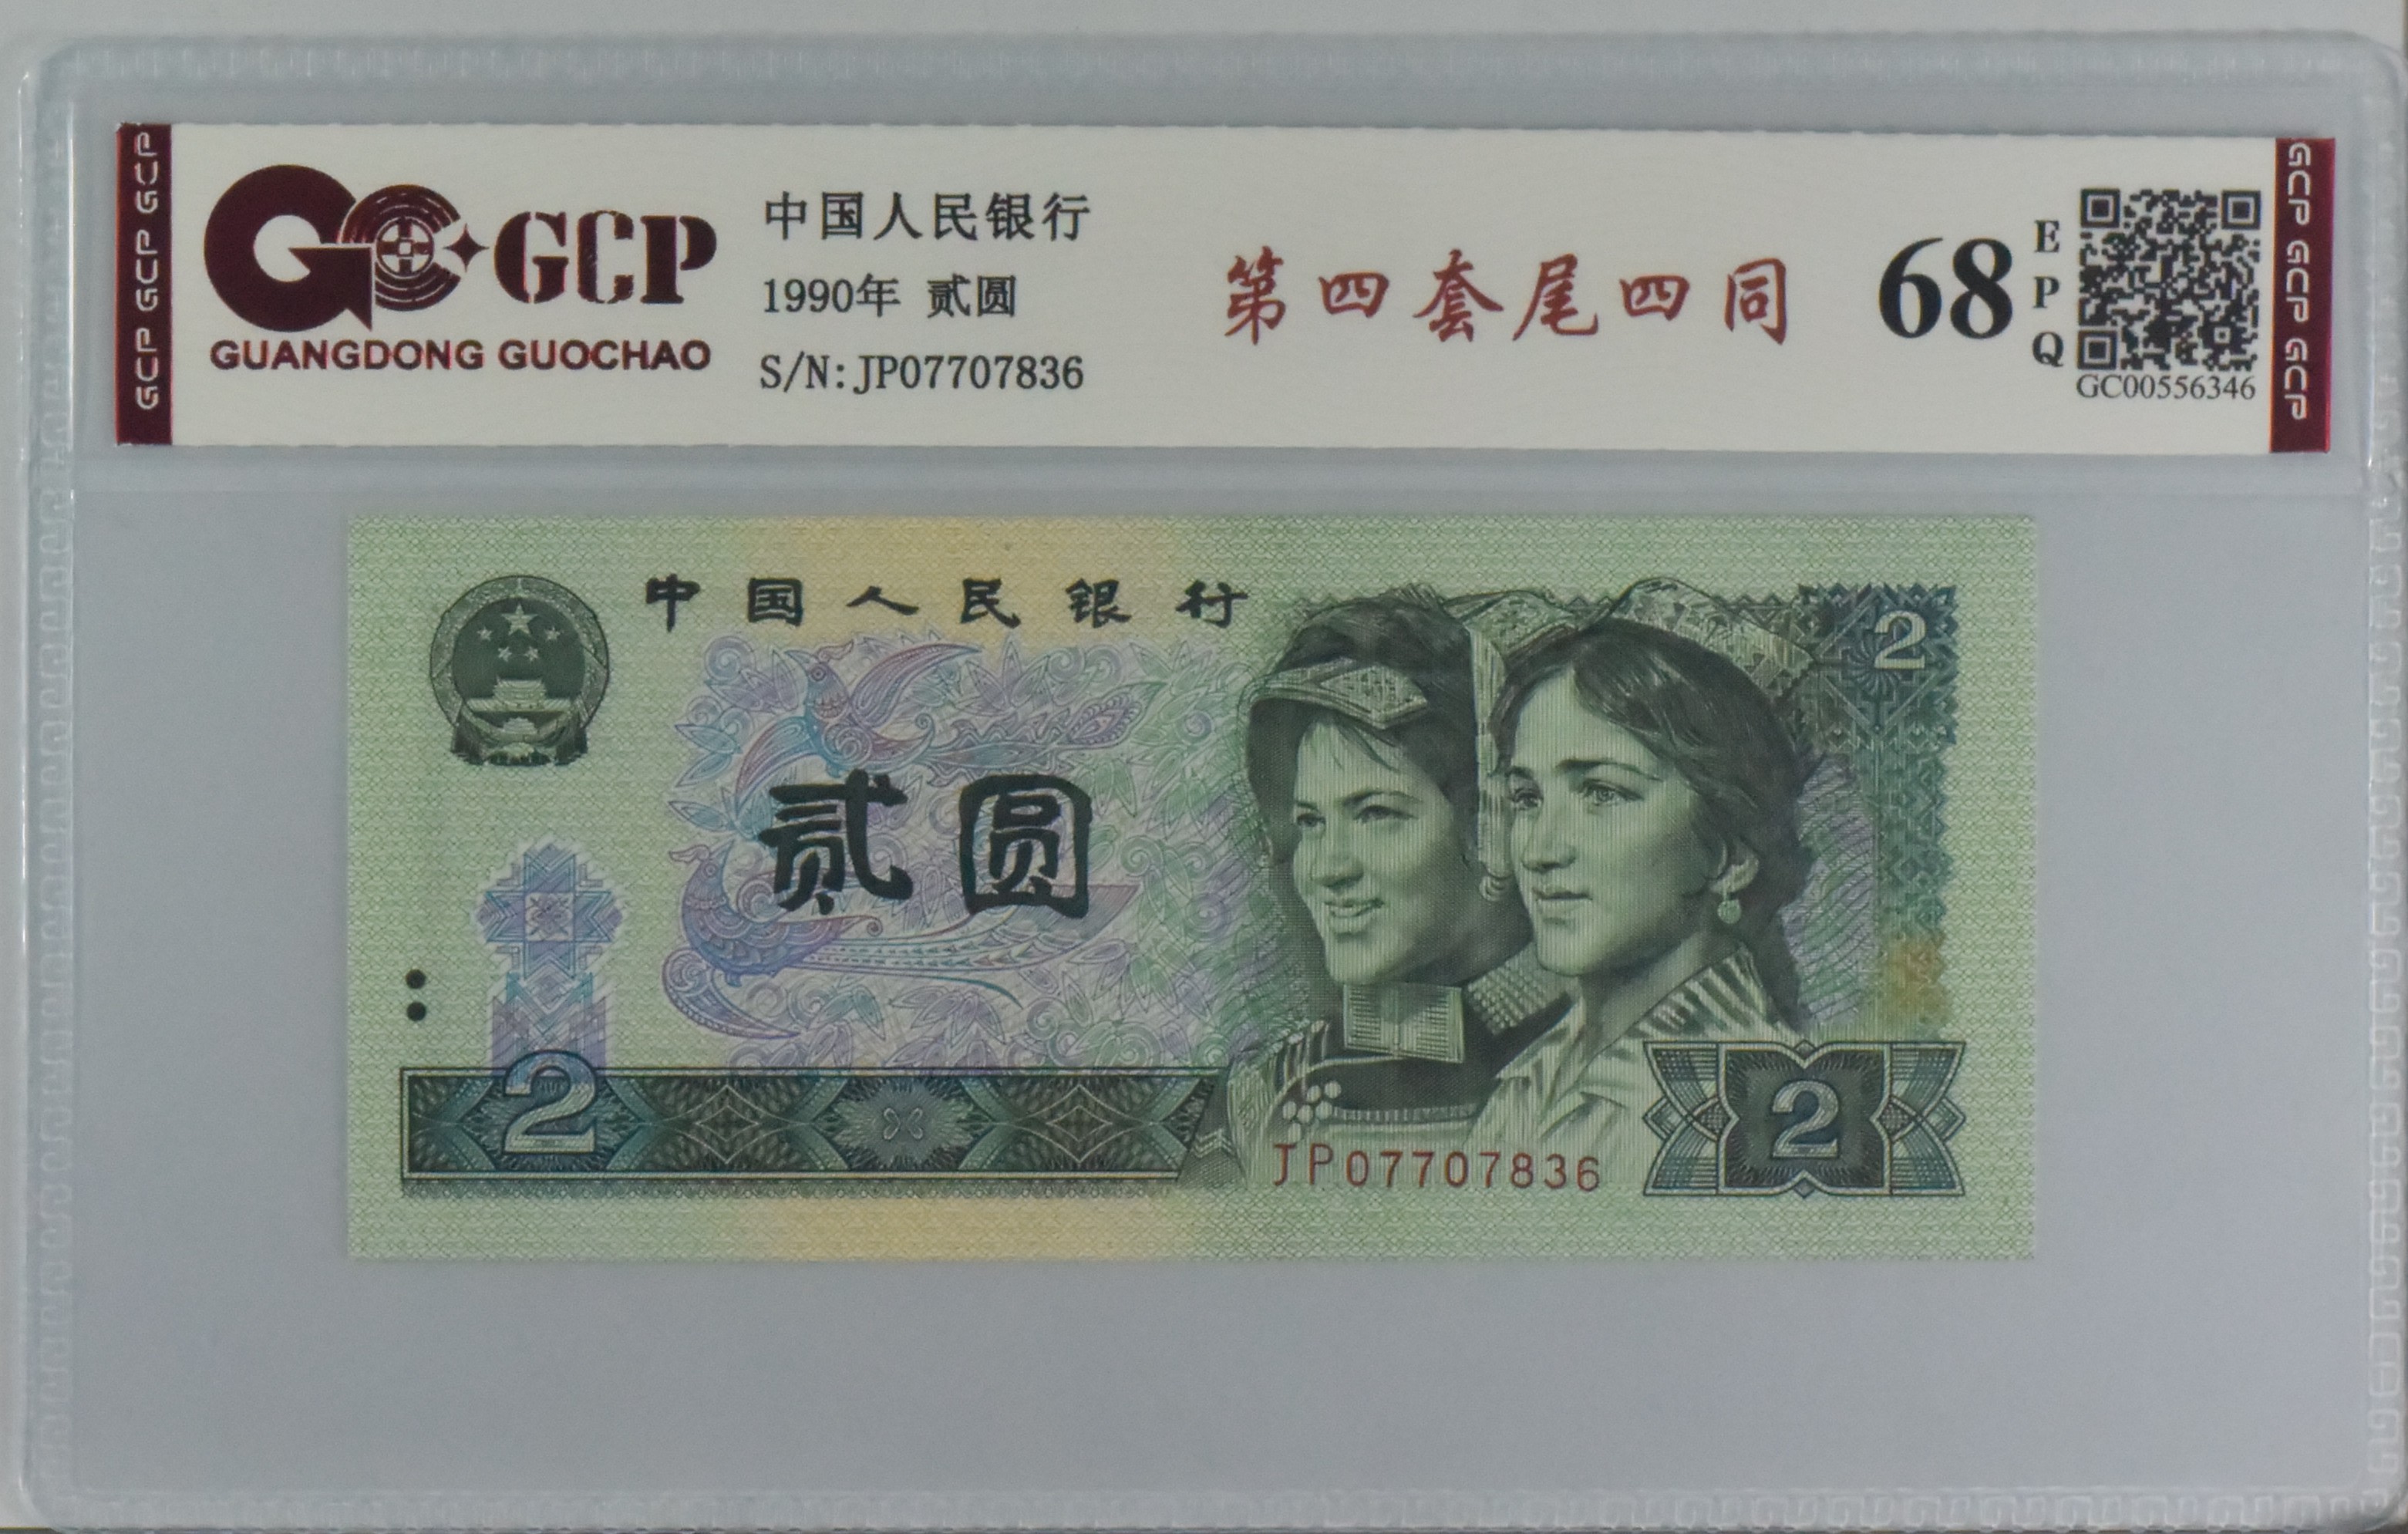 GCP GCP GCP
GCP
GUANGDONG GUOCHAO
中国人民银行
1990年 贰圆
S/N:JP07707836
第四套尾四同
68
E
P
Q
GC00556346
GCP GCP GCP
中国人民银行
2
贰圆
2
JP07707836
2